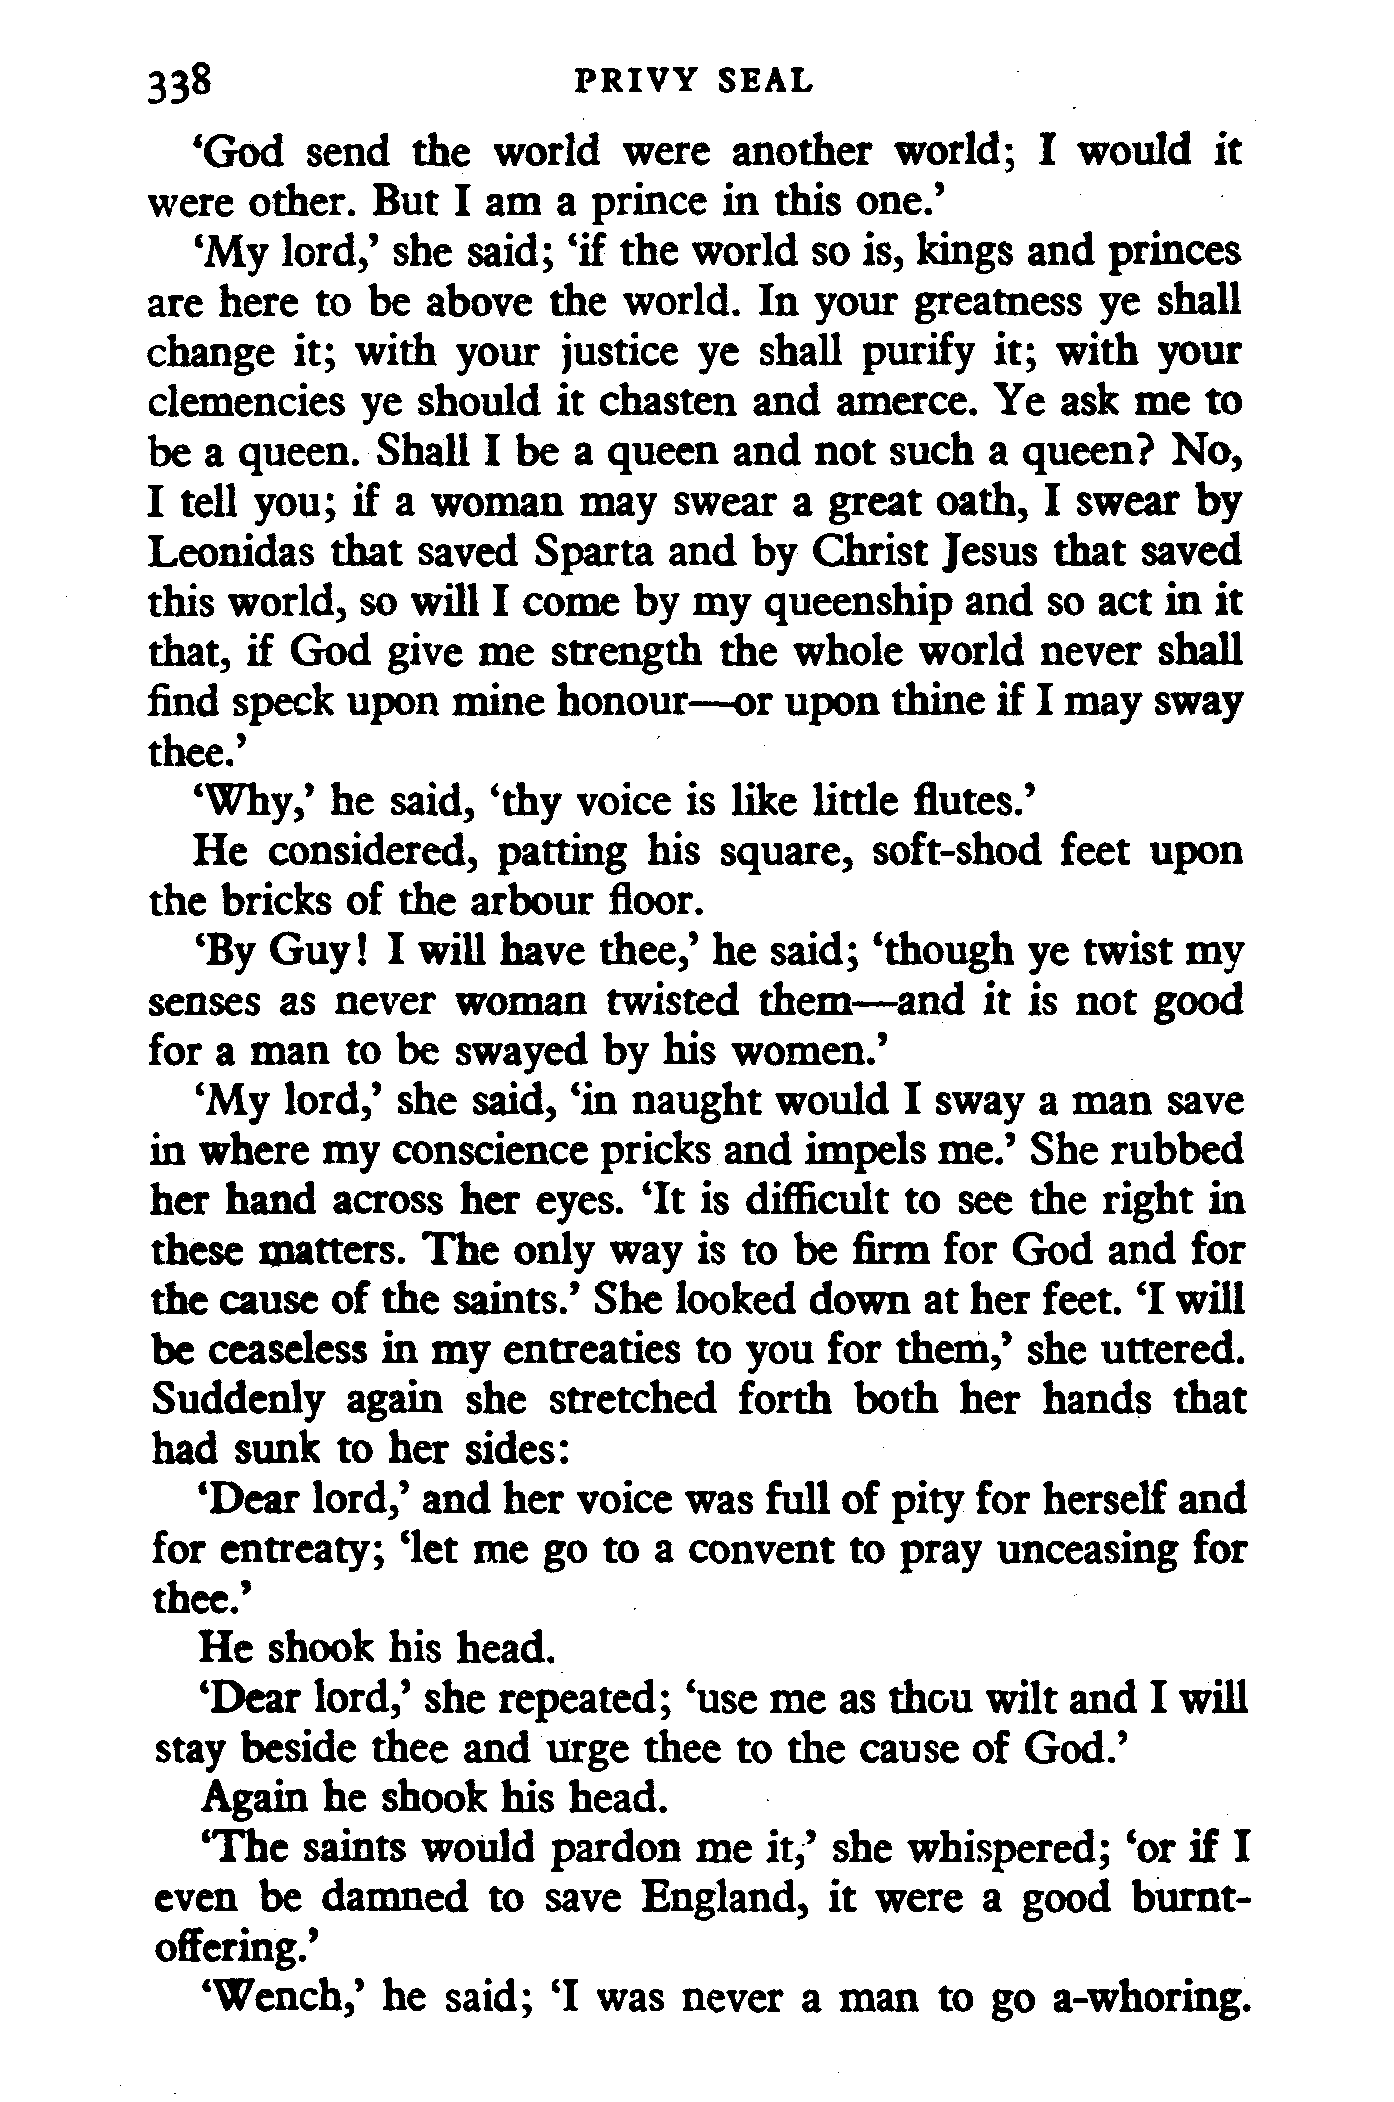 338 PRIVY SEAL
‘God send the world were another world; I would it
were other. But I am a prince in this one.’
‘My lord,’ she said; ‘if the world so is, kings and princes
are here to be above the world. In your greatness ye shall
change it; with your justice ye shall purify it; with your
clemencies ye should it chasten and amerce. Ye ask me to
be a queen. Shall I be a queen and not such a queen? No,
I tell you; if a woman may swear a great oath, I swear by
Leonidas that saved Sparta and by Christ Jesus that saved
this world, so will I come by my queenship and so act in it
that, if God give me strength the whole world never shall
find speck upon mine honour—or upon thine if I may sway
thee.’
‘Why,’ he said, ‘thy voice is like little flutes.’
He considered, patting his square, soft-shod feet upon
the bricks of the arbour floor.
‘By Guy! I will have thee,’ he said; ‘though ye twist my
senses as never woman twisted them—and it is not good
for a man to be swayed by his women.’
‘My lord,’ she said, ‘in naught would I sway a man save
in where my conscience pricks and impels me.’ She rubbed
her hand across her eyes. ‘It is difficult to see the right in
these matters. The only way is to be firm for God and for
the cause of the saints.’ She looked down at her feet. ‘I will
be ceaseless in my entreaties to you for them,’ she uttered.
Suddenly again she stretched forth both her hands that
had sunk to her sides:
‘Dear lord,’ and her voice was full of pity for herself and
for entreaty; ‘let me go to a convent to pray unceasing for
thee.’
He shook his head.
‘Dear lord,’ she repeated; ‘use me as thou wilt and I will
stay beside thee and urge thee to the cause of God.’
Again he shook his head.
‘The saints would pardon me it,’ she whispered; ‘or if I
even be damned to save England, it were a good burnt-
offering.’
‘Wench,’ he said; ‘I was never a man to go a-whoring.